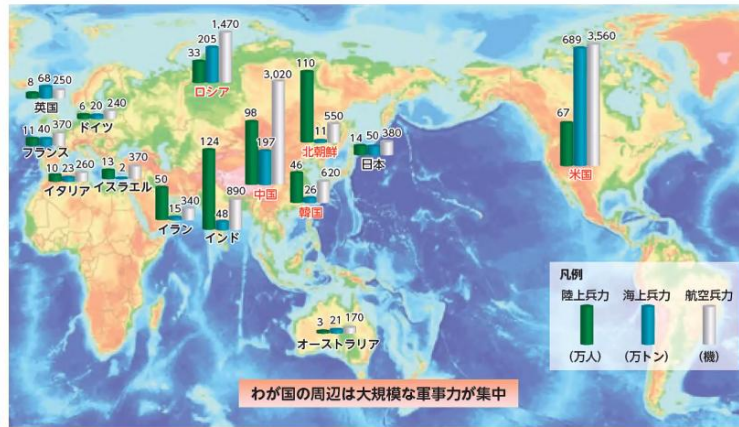 1,470
205
33
ロシア
8 68 250
英国
6 20 240
ドイツ
11 40 370
フランス
10 23 260
イタリア
13 2 370
イスラエル
50 15 340
イラン
124 48 890
インド
98 197 3,020
中国
110 11 550
北朝鮮
46 26 620
韓国
14 50 380
日本
67 689 3,560
米国
3 21 170
オーストラリア
凡例
陸上兵力 海上兵力 航空兵力
(万人) (万トン) (機)
わが国の周辺は大規模な軍事力が集中